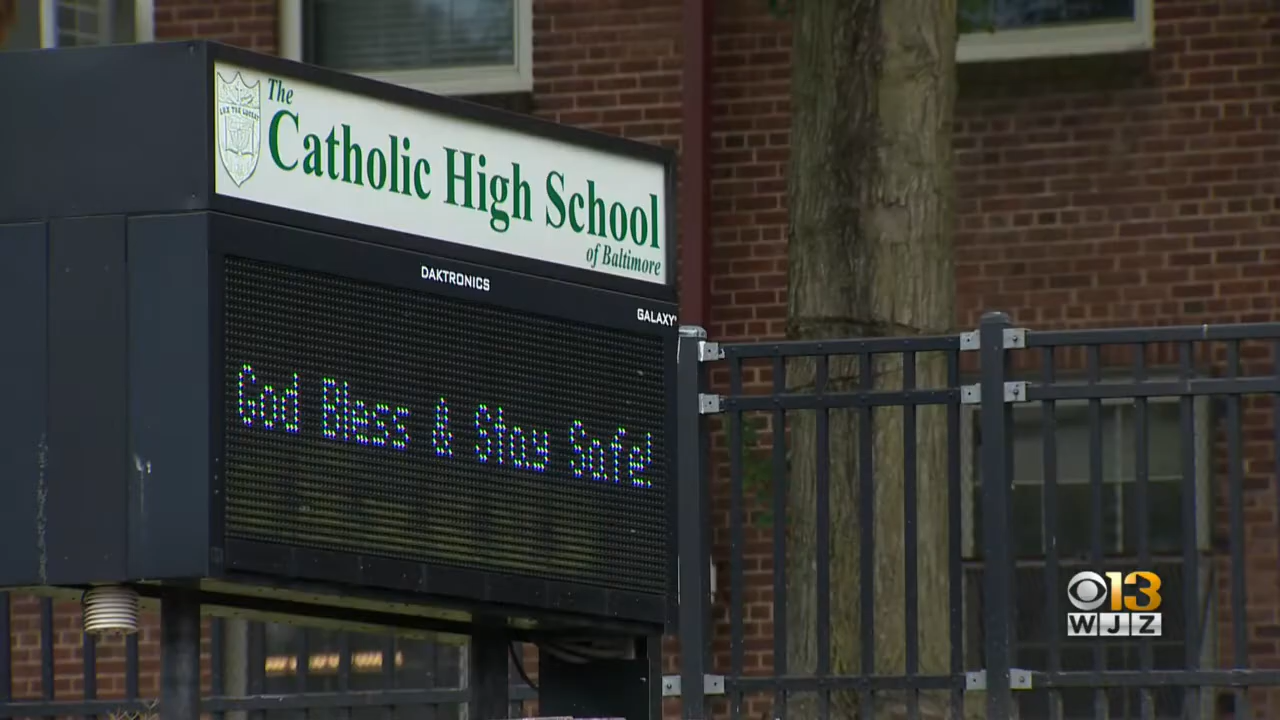 The
Catholic High School
of Baltimore
DAKTRONICS
GALAXY
God Bless & Stay Safe!
13
WJZ